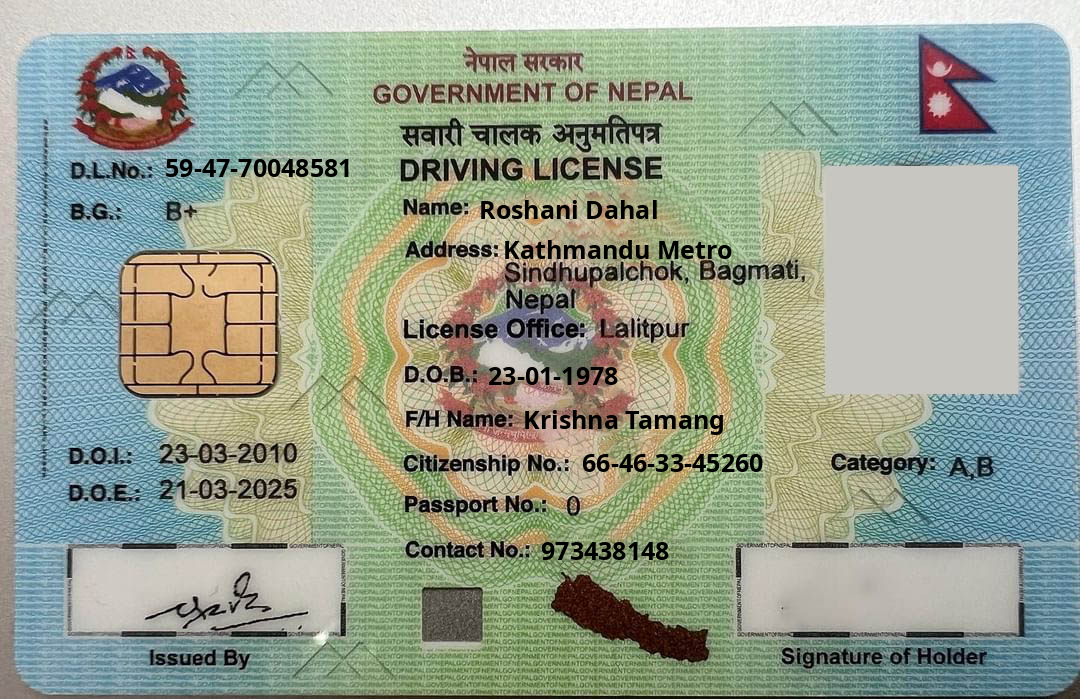 नेपाल सरकार
GOVERNMENT OF NEPAL
सवारी चालक अनुमतिपत्र
DRIVING LICENSE
D.L.No.: 59-47-70048581
B.G.: B+
Name: Roshani Dahal
Address: Kathmandu Metro
Sindhupalchok, Bagmati,
Nepal
License Office: Lalitpur
D.O.B.: 23-01-1978
F/H Name: Krishna Tamang
D.O.I.: 23-03-2010
Citizenship No.: 66-46-33-45260
Category: A,B
D.O.E.: 21-03-2025
Passport No.: 0
Contact No.: 973438148
Issued By
Signature of Holder